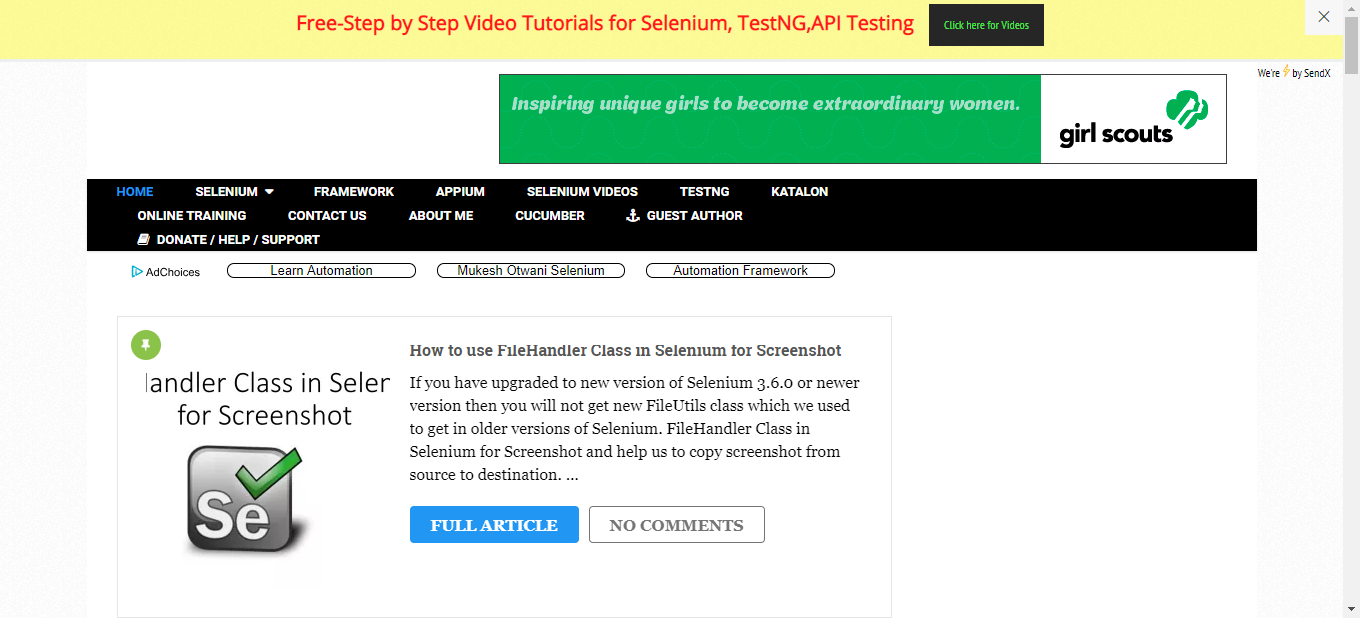 Free-Step by Step Video Tutorials for Selenium, TestNG,API Testing
Click here for Videos
We're by SendX
Inspiring unique girls to become extraordinary women.
girl scouts
HOME SELENIUM FRAMEWORK APPIUM SELENIUM VIDEOS TESTNG KATALON
ONLINE TRAINING CONTACT US ABOUT ME CUCUMBER GUEST AUTHOR
DONATE / HELP / SUPPORT
AdChoices Learn Automation Mukesh Otwani Selenium Automation Framework
andler Class in Seler
for Screenshot
Se
How to use FileHandler Class in Selenium for Screenshot
If you have upgraded to new version of Selenium 3.6.0 or newer
version then you will not get new FileUtils class which we used
to get in older versions of Selenium. FileHandler Class in
Selenium for Screenshot and help us to copy screenshot from
source to destination. ...
FULL ARTICLE NO COMMENTS